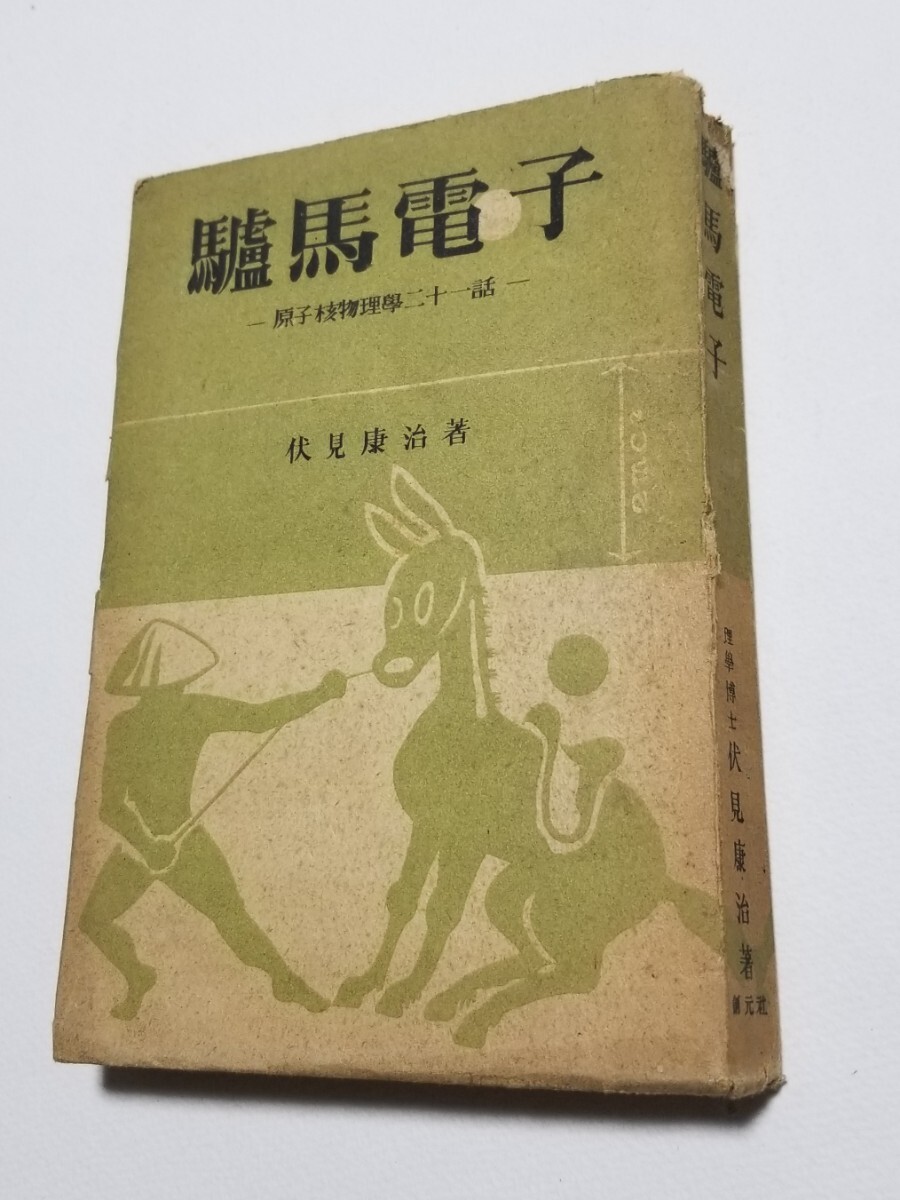 驢馬電子
—原子核物理學二十一話—
伏見康治著
2mc²
驢馬電子
理學博士 伏見康治著
創元社